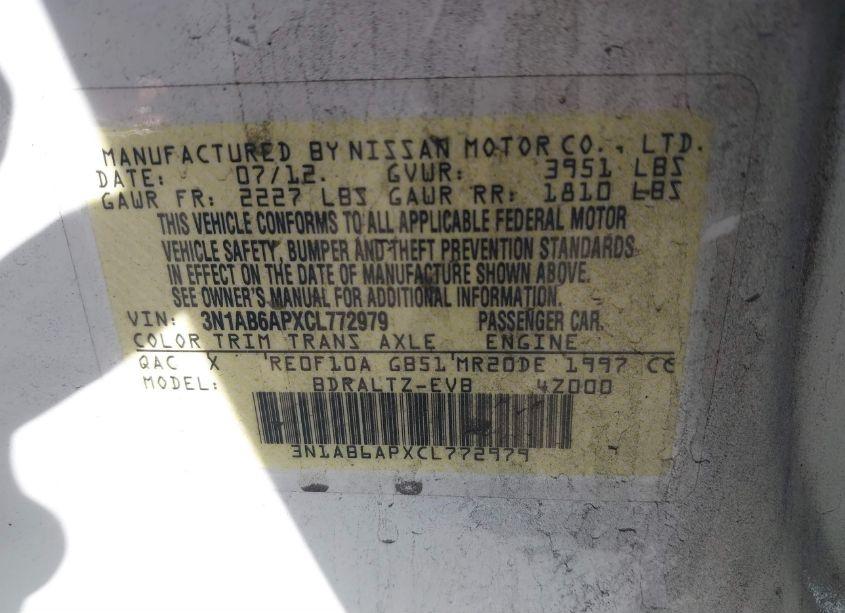 MANUFACTURED BY NISSAN MOTOR CO., LTD.
DATE: 07/12. GVWR: 3951 LBS
GAWR FR: 2227 LBS GAWR RR: 1810 LBS
THIS VEHICLE CONFORMS TO ALL APPLICABLE FEDERAL MOTOR
VEHICLE SAFETY, BUMPER AND THEFT PREVENTION STANDARDS
IN EFFECT ON THE DATE OF MANUFACTURE SHOWN ABOVE.
SEE OWNER'S MANUAL FOR ADDITIONAL INFORMATION.
VIN: 3N1AB6APXCL772979 PASSENGER CAR.
COLOR TRIM TRANS AXLE ENGINE
QAC X RE0F10A GB51 MR20DE 1997 CC
MODEL: BDRALTZ-EVB 4Z000
3N1AB6APXCL772979